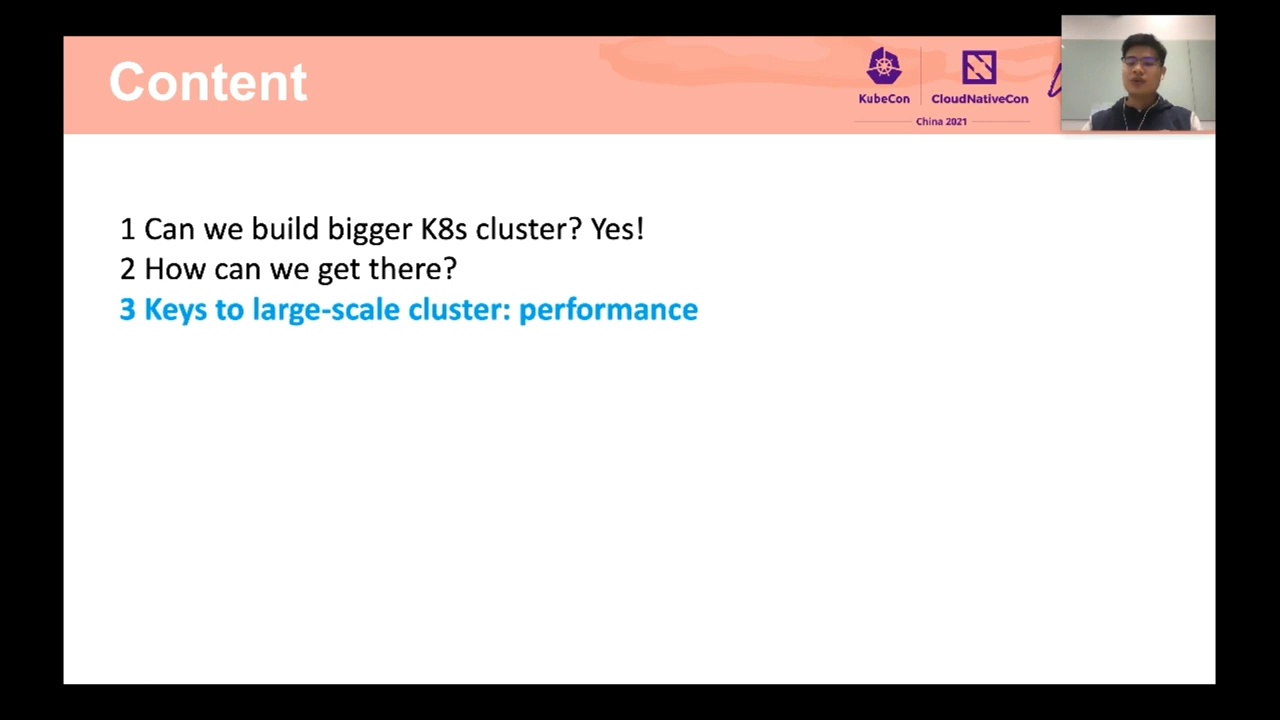 Content
KubeCon
CloudNativeCon
China 2021
1 Can we build bigger K8s cluster? Yes!
2 How can we get there?
3 Keys to large-scale cluster: performance